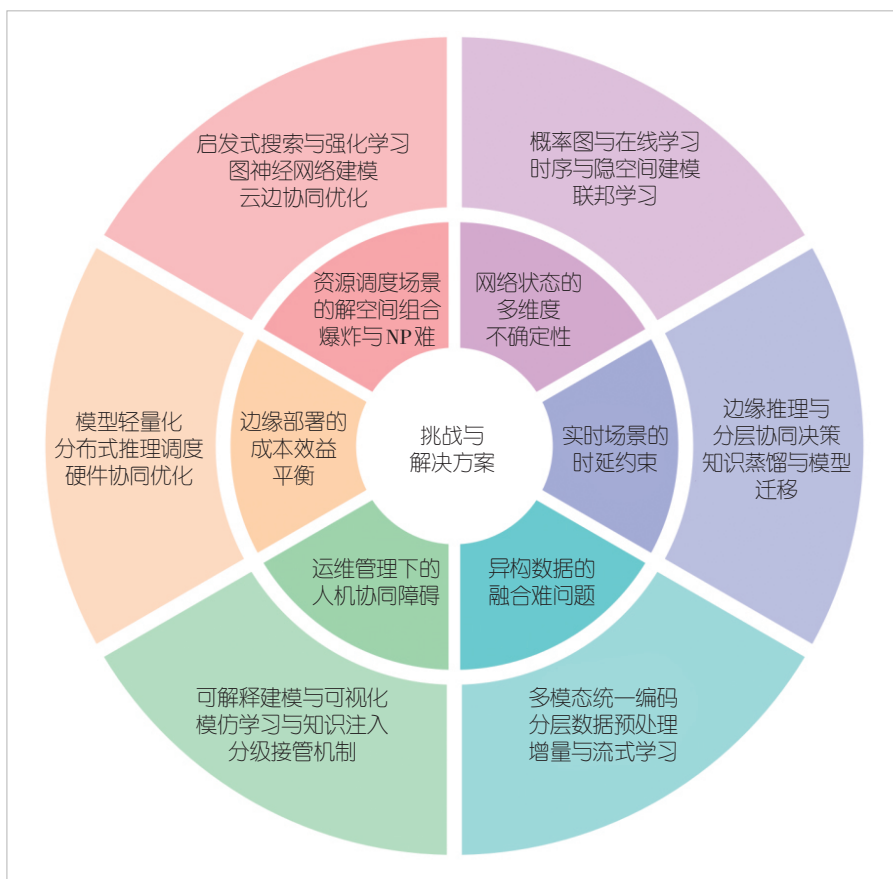 启发式搜索与强化学习
图神经网络建模
云边协同优化
概率图与在线学习
时序与隐空间建模
联邦学习
资源调度场景
的解空间组合
爆炸与NP难
网络状态的
多维度
不确定性
模型轻量化
分布式推理调度
硬件协同优化
边缘部署的
成本效益
平衡
挑战与
解决方案
实时场景的
时延约束
边缘推理与
分层协同决策
知识蒸馏与模型
迁移
运维管理下的
人机协同障碍
异构数据的
融合难问题
可解释建模与可视化
模仿学习与知识注入
分级接管机制
多模态统一编码
分层数据预处理
增量与流式学习